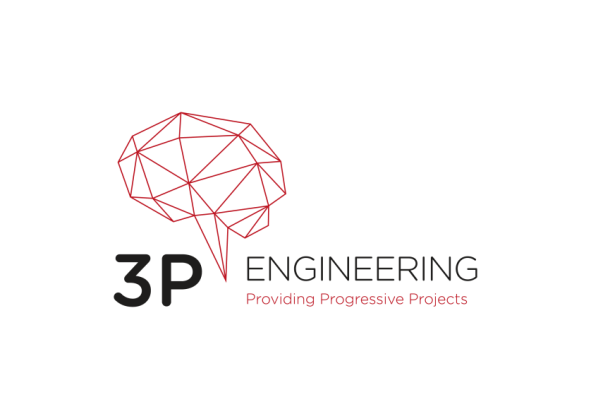 3P ENGINEERING
Providing Progressive Projects